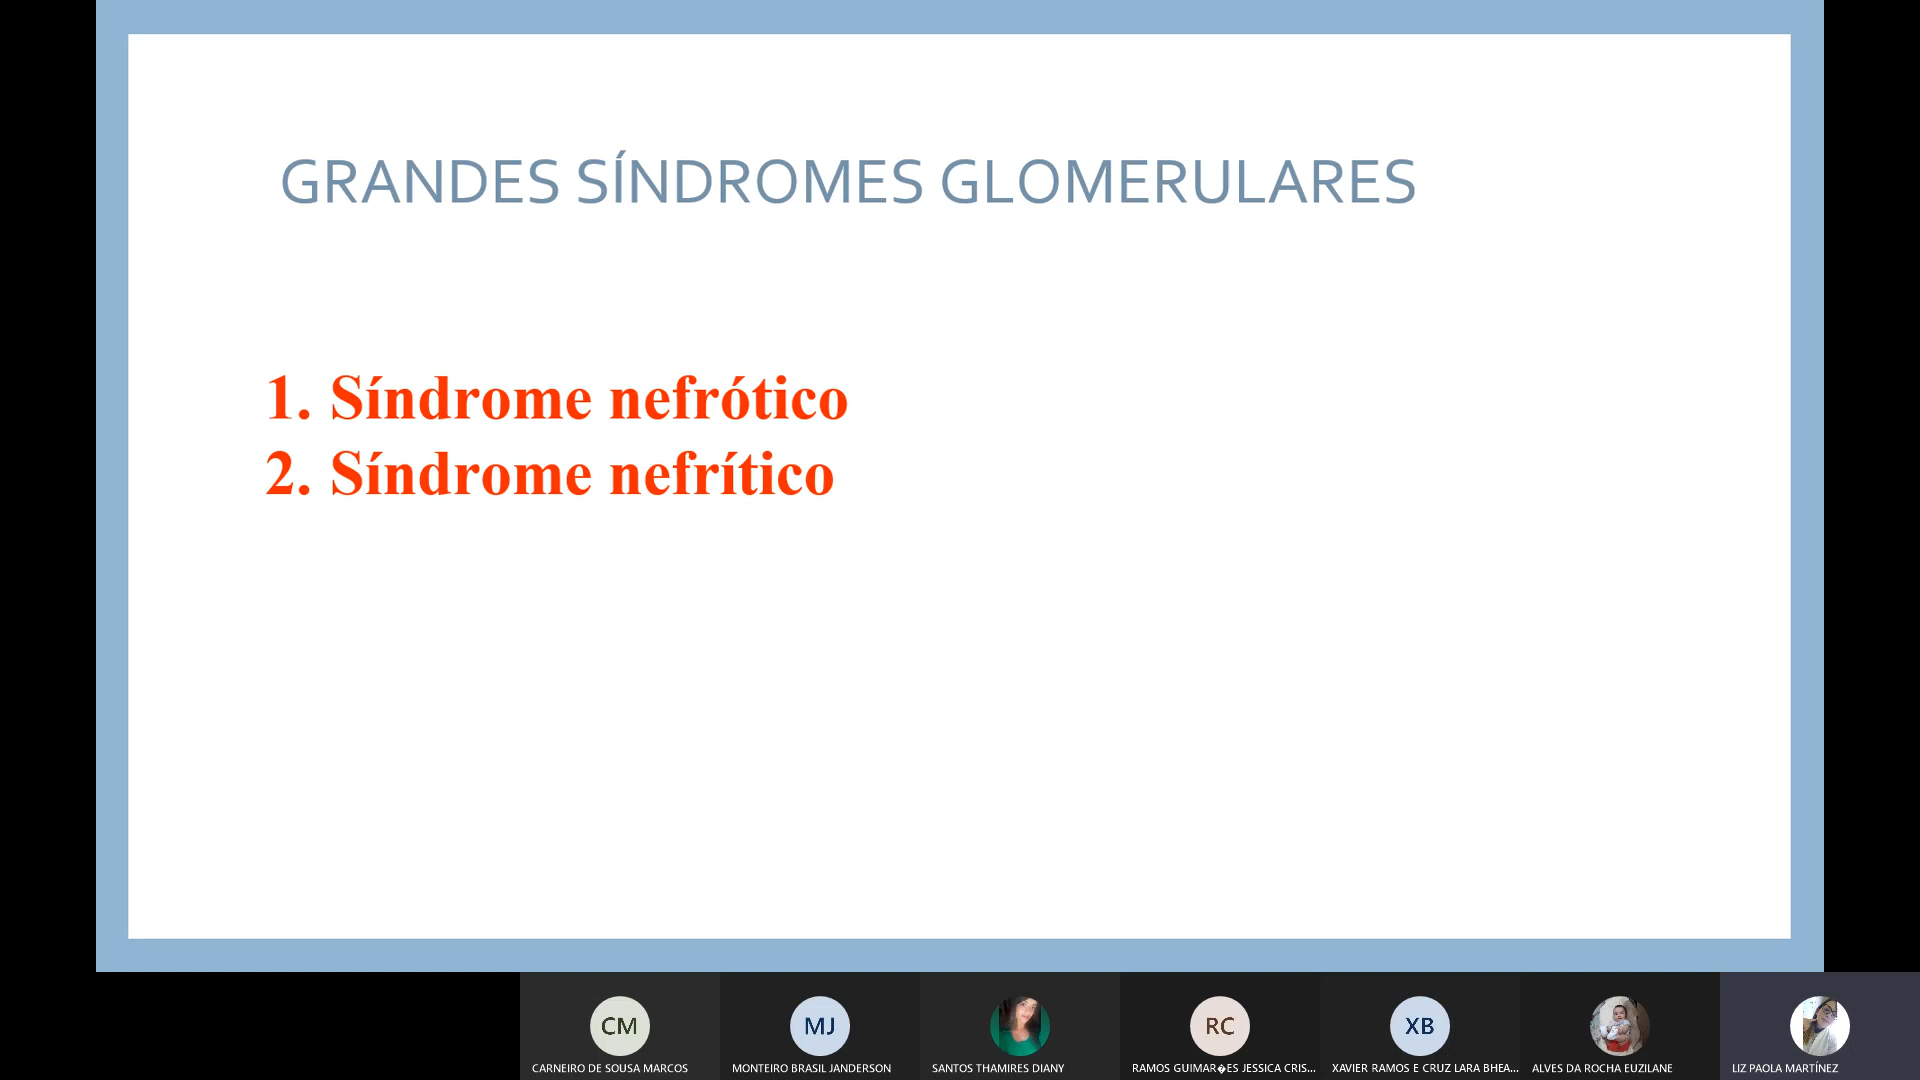 GRANDES SÍNDROMES GLOMERULARES
1. Síndrome nefrótico
2. Síndrome nefrítico
CM
MJ
RC
XB
CARNEIRO DE SOUSA MARCOS
MONTEIRO BRASIL JANDERSON
SANTOS THAMIRES DIANY
RAMOS GUIMAR�ES JESSICA CRIS...
XAVIER RAMOS E CRUZ LARA BHEA...
ALVES DA ROCHA EUZILANE
LIZ PAOLA MARTÍNEZ